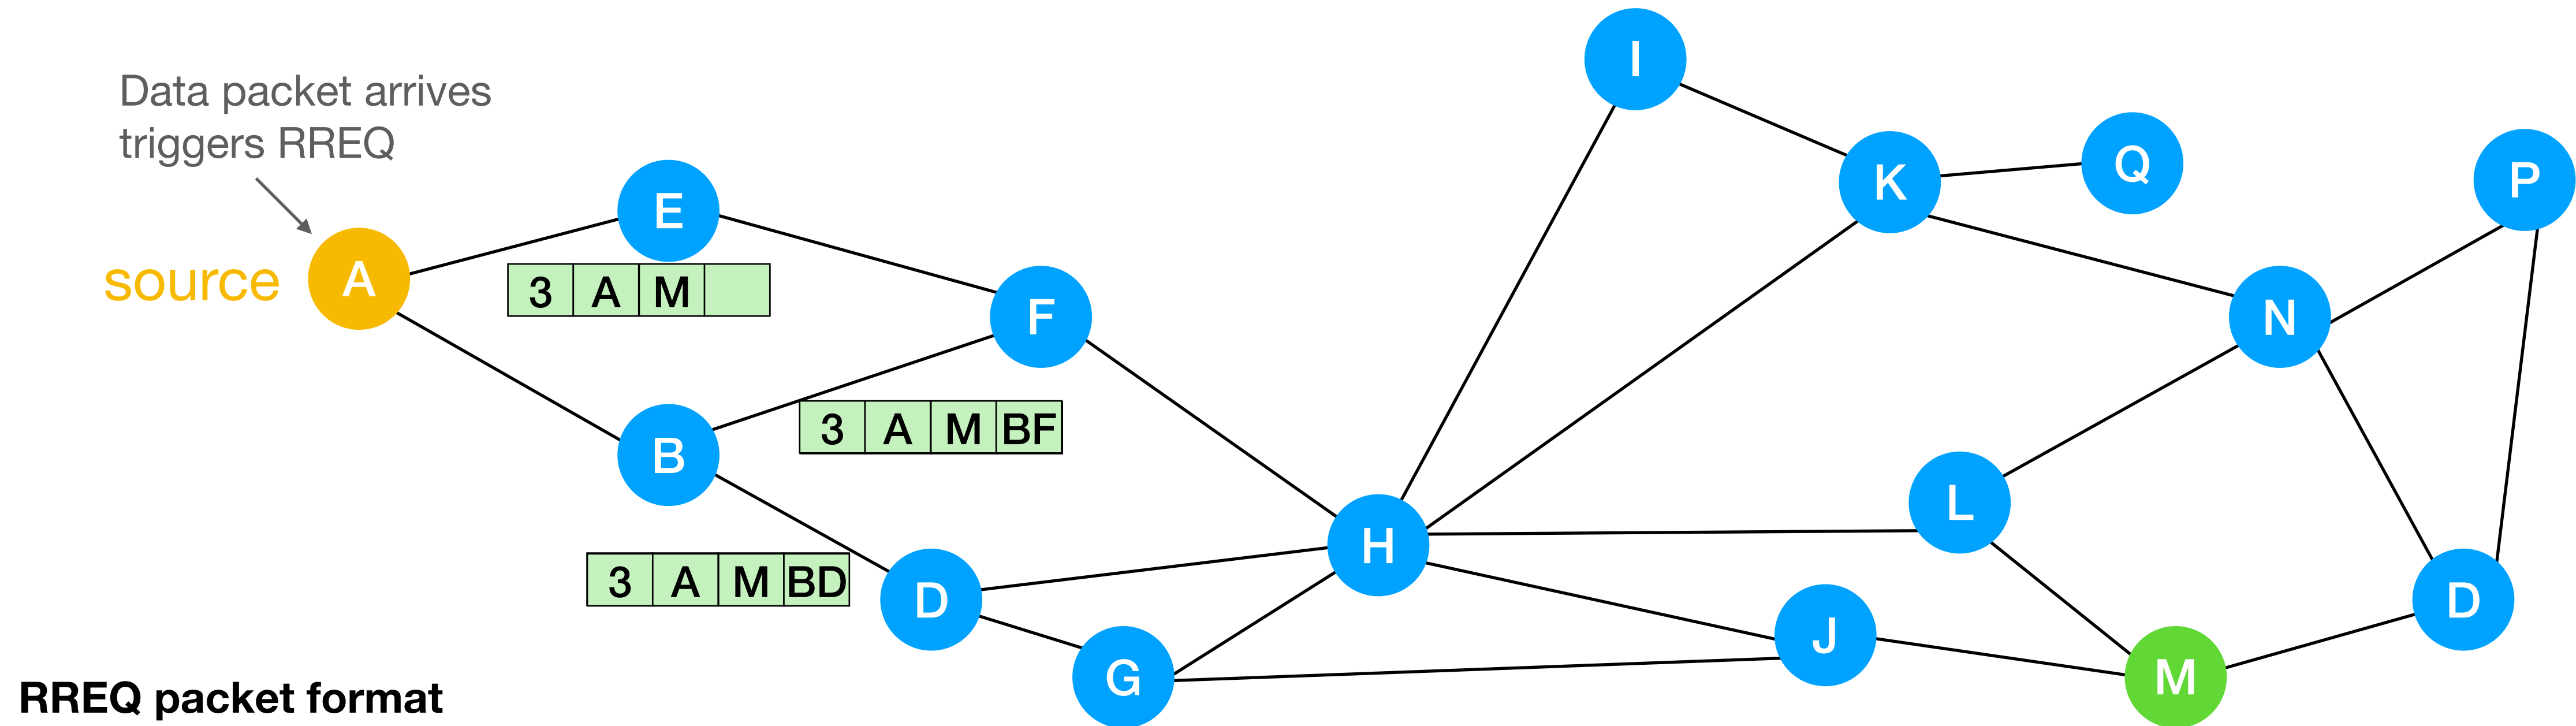 Data packet arrives
triggers RREQ
source
A
E
3 A M
F
B
3 A M BF
3 A M BD
D
G
H
I
K
Q
P
N
L
J
M
D
RREQ packet format